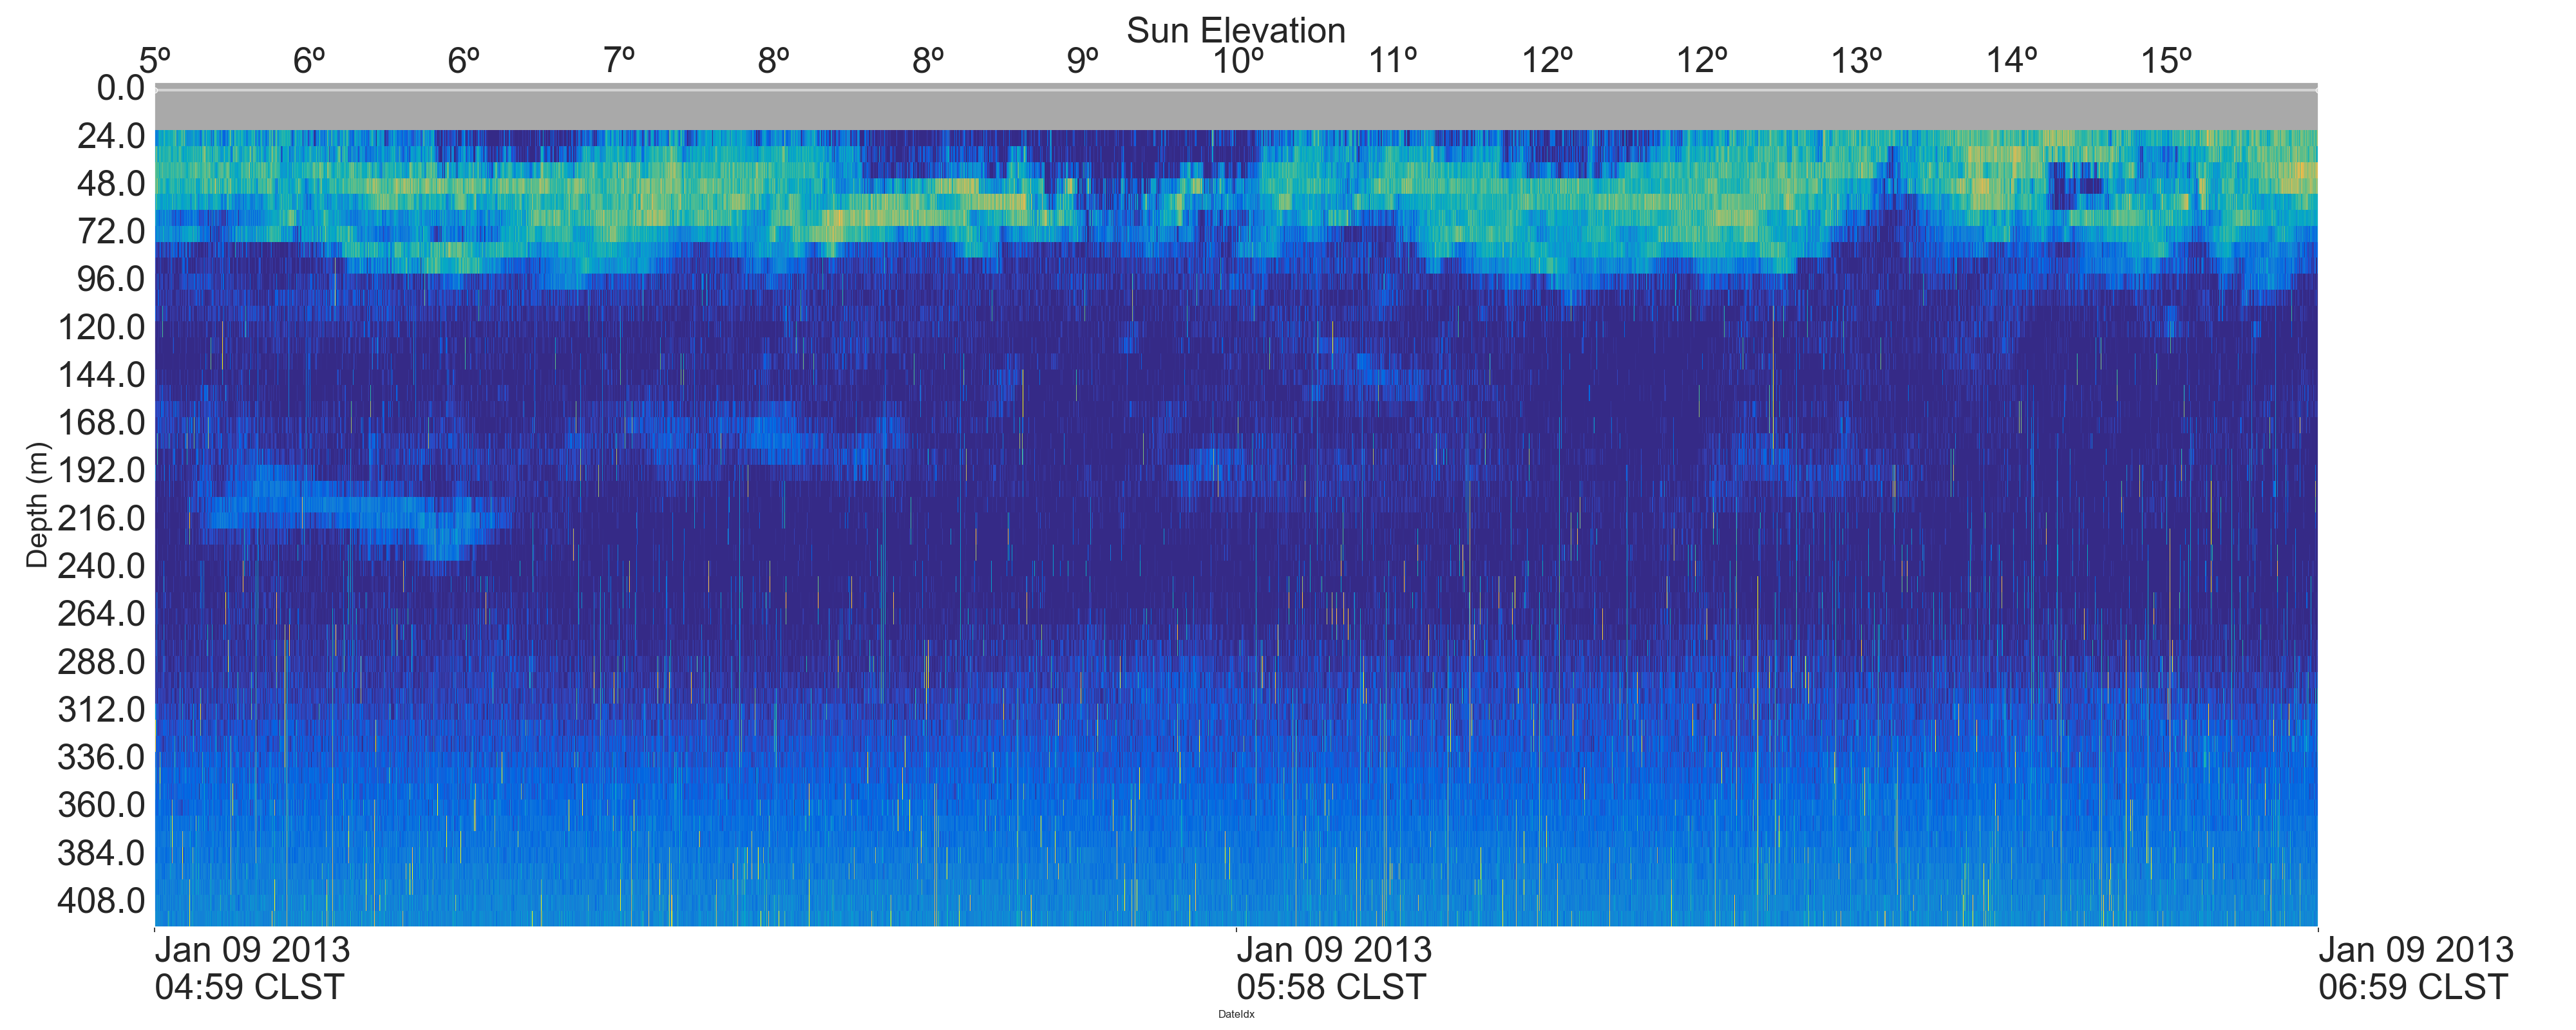 Sun Elevation
5º 6º 6º 7º 8º 8º 9º 10º 11º 12º 12º 13º 14º 15º
0.0
24.0
48.0
72.0
96.0
120.0
144.0
168.0
192.0
216.0
240.0
264.0
288.0
312.0
336.0
360.0
384.0
408.0
Depth (m)
Jan 09 2013
04:59 CLST
Jan 09 2013
05:58 CLST
Jan 09 2013
06:59 CLST
DateIdx